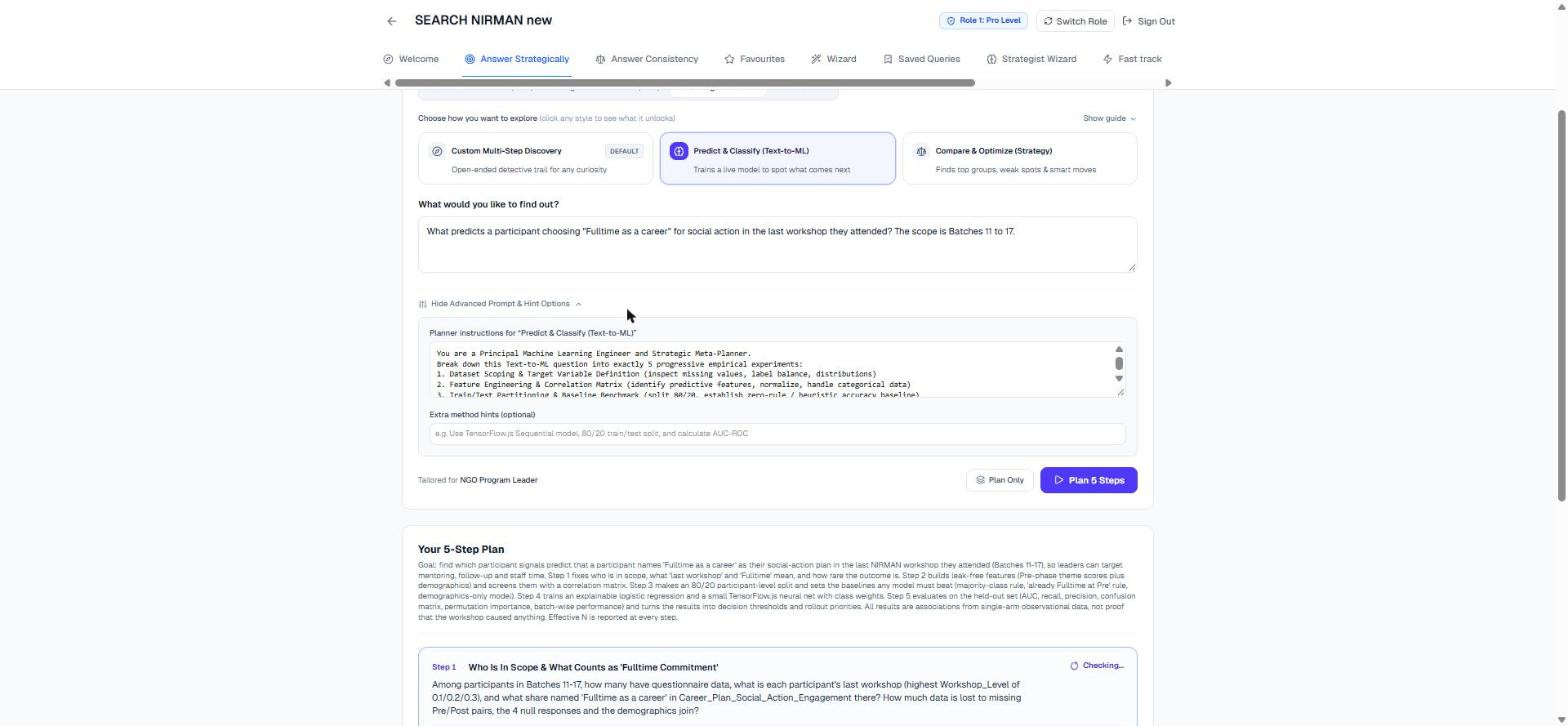 SEARCH NIRMAN new
Role 1: Pro Level
Switch Role
Sign Out
Welcome
Answer Strategically
Answer Consistency
Favourites
Wizard
Saved Queries
Strategist Wizard
Fast track
Choose how you want to explore (click any style to see what it unlocks)
Show guide
Custom Multi-Step Discovery
DEFAULT
Open-ended detective trail for any curiosity
Predict & Classify (Text-to-ML)
Trains a live model to spot what comes next
Compare & Optimize (Strategy)
Finds top groups, weak spots & smart moves
What would you like to find out?
What predicts a participant choosing "Fulltime as a career" for social action in the last workshop they attended? The scope is Batches 11 to 17.
Hide Advanced Prompt & Hint Options
Planner instructions for "Predict & Classify (Text-to-ML)"
You are a Principal Machine Learning Engineer and Strategic Meta-Planner.
Break down this Text-to-ML question into exactly 5 progressive empirical experiments:
1. Dataset Scoping & Target Variable Definition (inspect missing values, label balance, distributions)
2. Feature Engineering & Correlation Matrix (identify predictive features, normalize, handle categorical data)
3. Train/Test Partitioning & Baseline Benchmark (split 80/20, establish zero-rule / heuristic accuracy baseline)
Extra method hints (optional)
e.g. Use TensorFlow.js Sequential model, 80/20 train/test split, and calculate AUC-ROC
Tailored for NGO Program Leader
Plan Only
Plan 5 Steps
Your 5-Step Plan
Goal: find which participant signals predict that a participant names 'Fulltime as a career' as their social-action plan in the last NIRMAN workshop they attended (Batches 11-17), so leaders can target
mentoring, follow-up and staff time. Step 1 fixes who is in scope, what 'last workshop' and 'Fulltime' mean, and how rare the outcome is. Step 2 builds leak-free features (Pre-phase theme scores plus
demographics) and screens them with a correlation matrix. Step 3 makes an 80/20 participant-level split and sets the baselines any model must beat (majority-class rule, 'already Fulltime at Pre' rule,
demographics-only model). Step 4 trains an explainable logistic regression and a small TensorFlow.js neural net with class weights. Step 5 evaluates on the held-out set (AUC, recall, precision, confusion
matrix, permutation importance, batch-wise performance) and turns the results into decision thresholds and rollout priorities. All results are associations from single-arm observational data, not proof
that the workshop caused anything. Effective N is reported at every step.
Step 1
Who Is In Scope & What Counts as 'Fulltime Commitment'
Checking...
Among participants in Batches 11-17, how many have questionnaire data, what is each participant's last workshop (highest Workshop_Level of
0.1/0.2/0.3), and what share named 'Fulltime as a career' in Career_Plan_Social_Action_Engagement there? How much data is lost to missing
Pre/Post pairs, the 4 null responses and the demographics join?